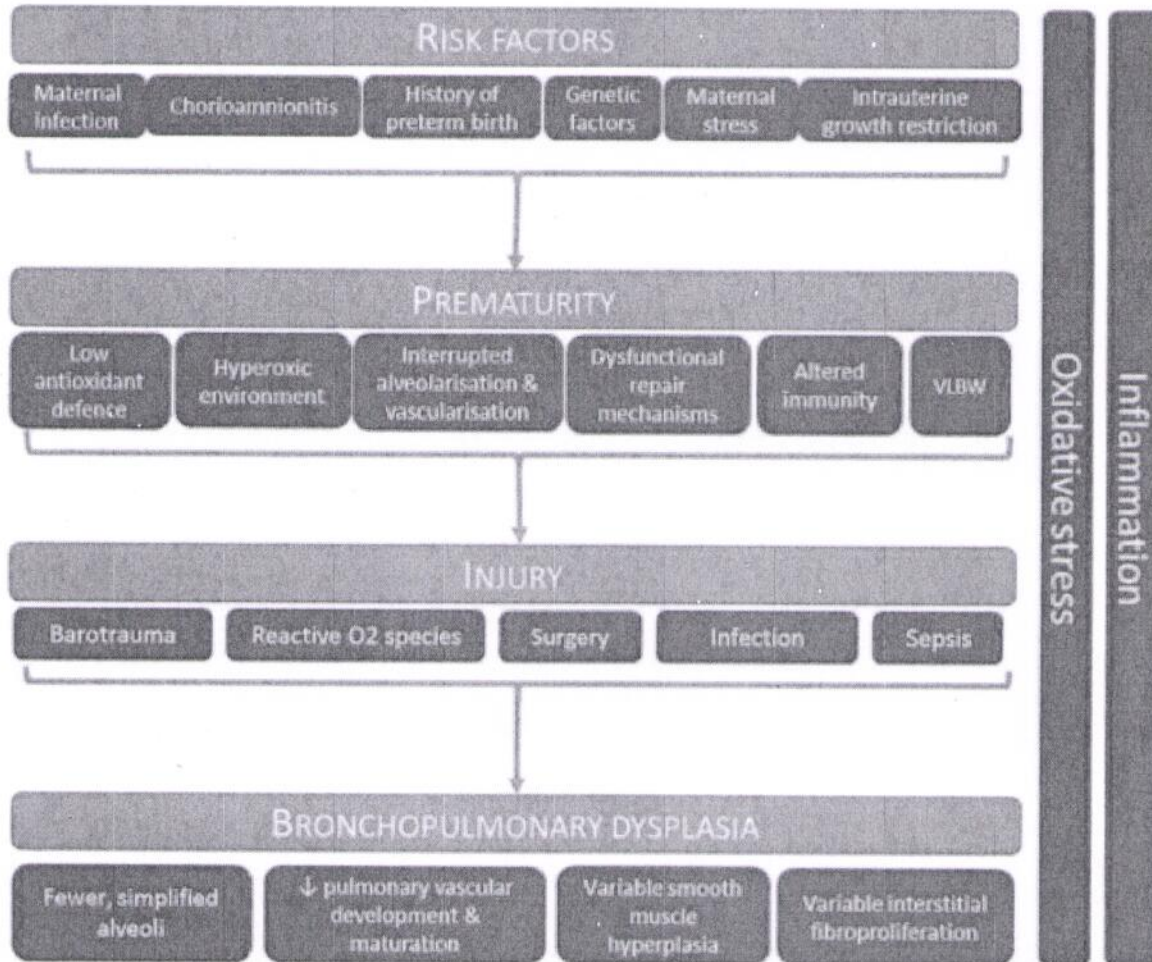 RISK FACTORS
Maternal
infection
Chorioamnionitis
History of
preterm birth
Genetic
factors
Maternal
stress
Intrauterine
growth restriction
PREMATURITY
Low
antioxidant
defence
Hyperoxic
environment
Interrupted
alveolarisation &
vascularisation
Dysfunctional
repair
mechanisms
Altered
immunity
VLBW
INJURY
Barotrauma
Reactive O2 species
Surgery
Infection
Sepsis
BRONCHOPULMONARY DYSPLASIA
Fewer, simplified
alveoli
↓ pulmonary vascular
development &
maturation
Variable smooth
muscle
hyperplasia
Variable interstitial
fibroproliferation
Oxidative stress
Inflammation